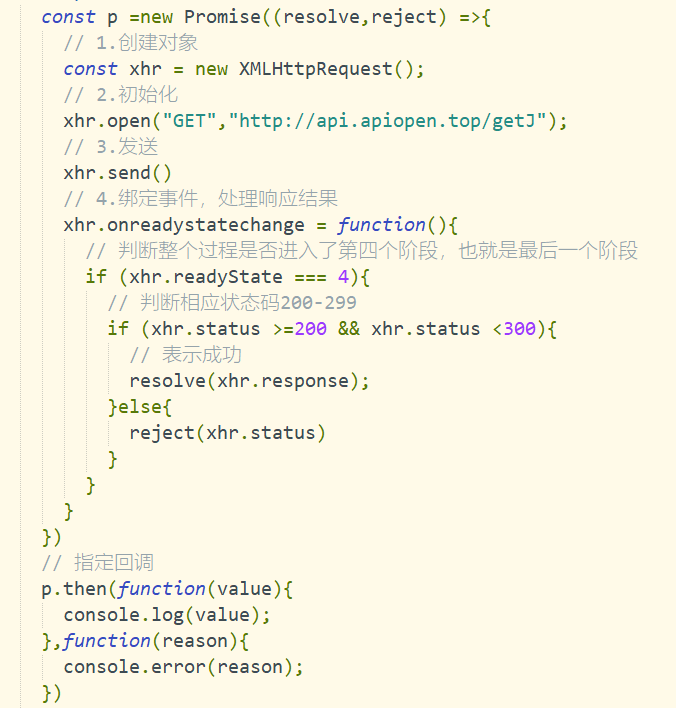 const p =new Promise((resolve,reject) =>{
// 1.创建对象
const xhr = new XMLHttpRequest();
// 2.初始化
xhr.open("GET","http://api.apiopen.top/getJ");
// 3.发送
xhr.send()
// 4.绑定事件，处理响应结果
xhr.onreadystatechange = function(){
// 判断整个过程是否进入了第四个阶段，也就是最后一个阶段
if (xhr.readyState === 4){
// 判断相应状态码200-299
if (xhr.status >=200 && xhr.status <300){
// 表示成功
resolve(xhr.response);
}else{
reject(xhr.status)
}
}
}
})
// 指定回调
p.then(function(value){
console.log(value);
},function(reason){
console.error(reason);
})